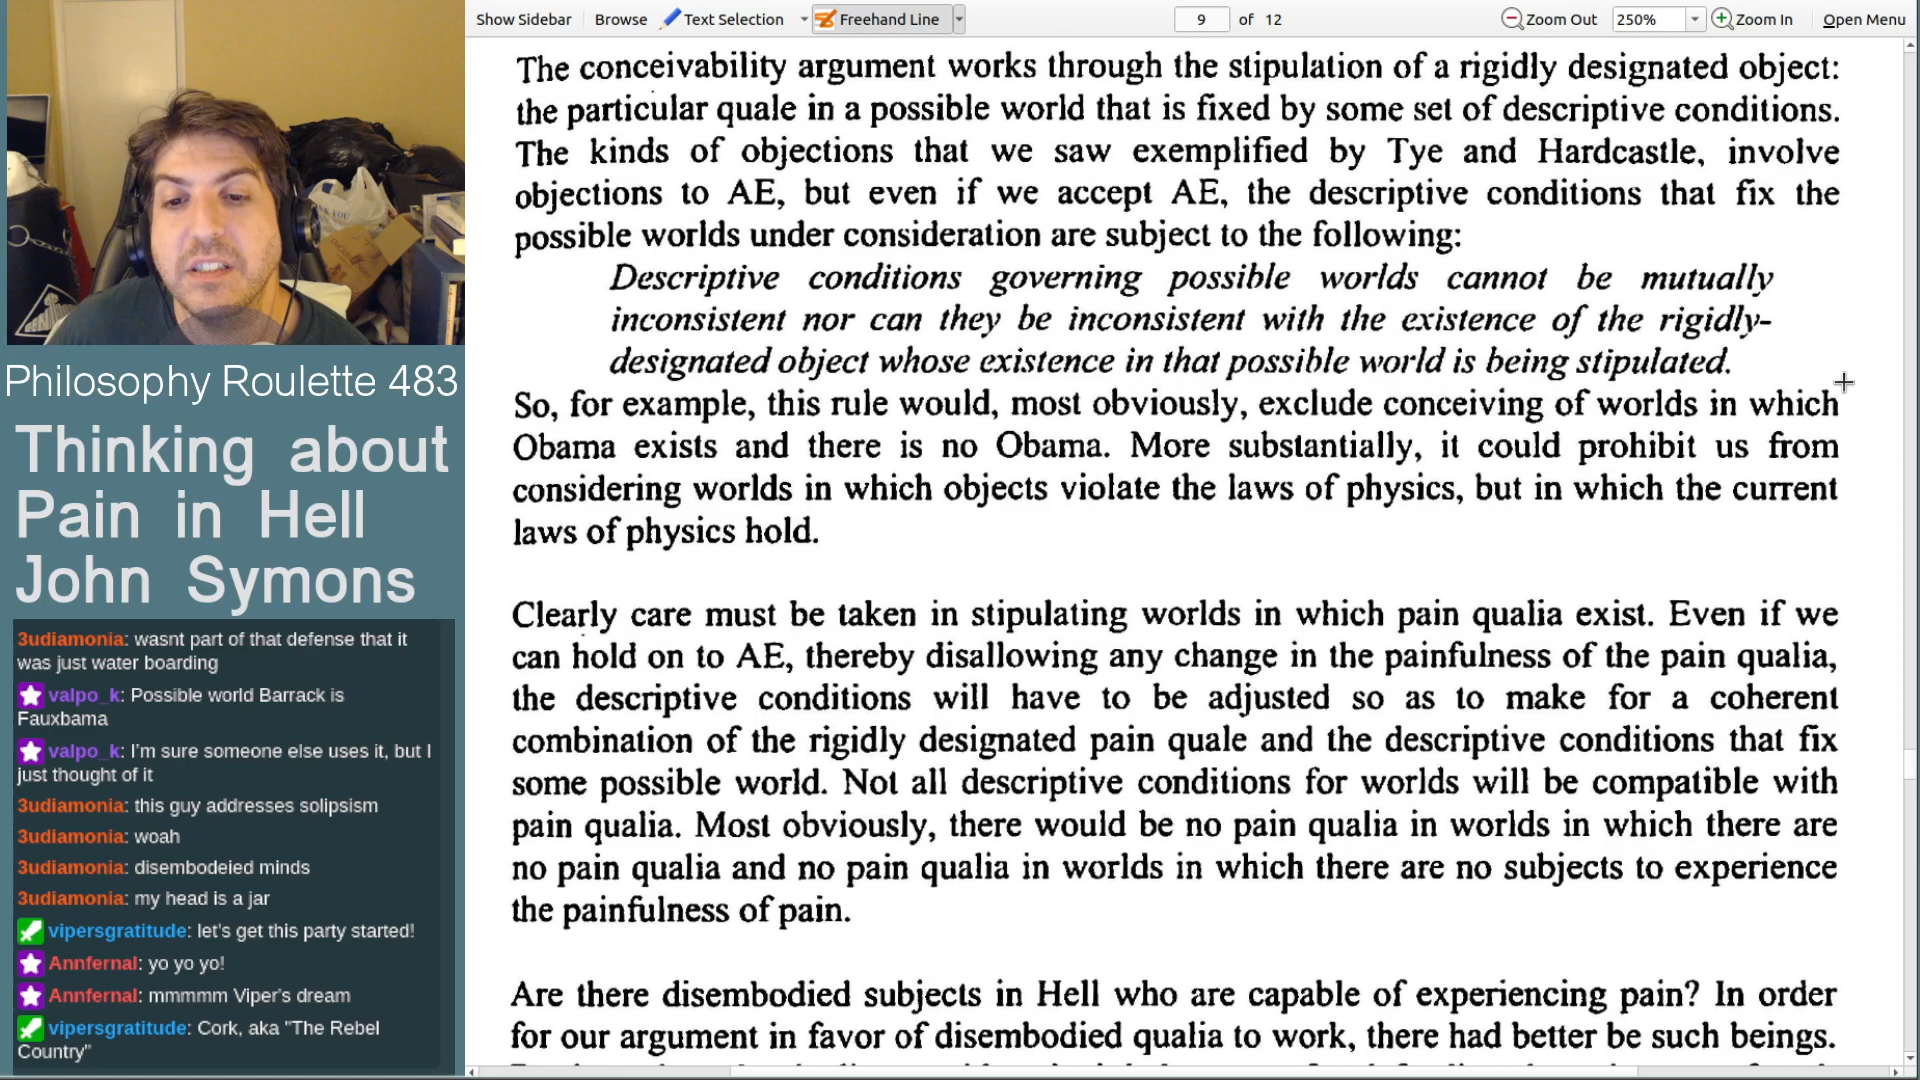 Show Sidebar Browse Text Selection Freehand Line 9 of 12 Zoom Out 250% Zoom In Open Menu
The conceivability argument works through the stipulation of a rigidly designated object:
the particular quale in a possible world that is fixed by some set of descriptive conditions.
The kinds of objections that we saw exemplified by Tye and Hardcastle, involve
objections to AE, but even if we accept AE, the descriptive conditions that fix the
possible worlds under consideration are subject to the following:
Descriptive conditions governing possible worlds cannot be mutually
inconsistent nor can they be inconsistent with the existence of the rigidly-
designated object whose existence in that possible world is being stipulated.
So, for example, this rule would, most obviously, exclude conceiving of worlds in which
Obama exists and there is no Obama. More substantially, it could prohibit us from
considering worlds in which objects violate the laws of physics, but in which the current
laws of physics hold.
Clearly care must be taken in stipulating worlds in which pain qualia exist. Even if we
can hold on to AE, thereby disallowing any change in the painfulness of the pain qualia,
the descriptive conditions will have to be adjusted so as to make for a coherent
combination of the rigidly designated pain quale and the descriptive conditions that fix
some possible world. Not all descriptive conditions for worlds will be compatible with
pain qualia. Most obviously, there would be no pain qualia in worlds in which there are
no pain qualia and no pain qualia in worlds in which there are no subjects to experience
the painfulness of pain.
Are there disembodied subjects in Hell who are capable of experiencing pain? In order
for our argument in favor of disembodied qualia to work, there had better be such beings.
Philosophy Roulette 483
Thinking about
Pain in Hell
John Symons
3udiamonia: wasnt part of that defense that it
was just water boarding
valpo_k: Possible world Barrack is
Fauxbama
valpo_k: I'm sure someone else uses it, but I
just thought of it
3udiamonia: this guy addresses solipsism
3udiamonia: woah
3udiamonia: disembodeied minds
3udiamonia: my head is a jar
vipersgratitude: let's get this party started!
Annfernal: yo yo yo!
Annfernal: mmmmm Viper's dream
vipersgratitude: Cork, aka "The Rebel
Country"